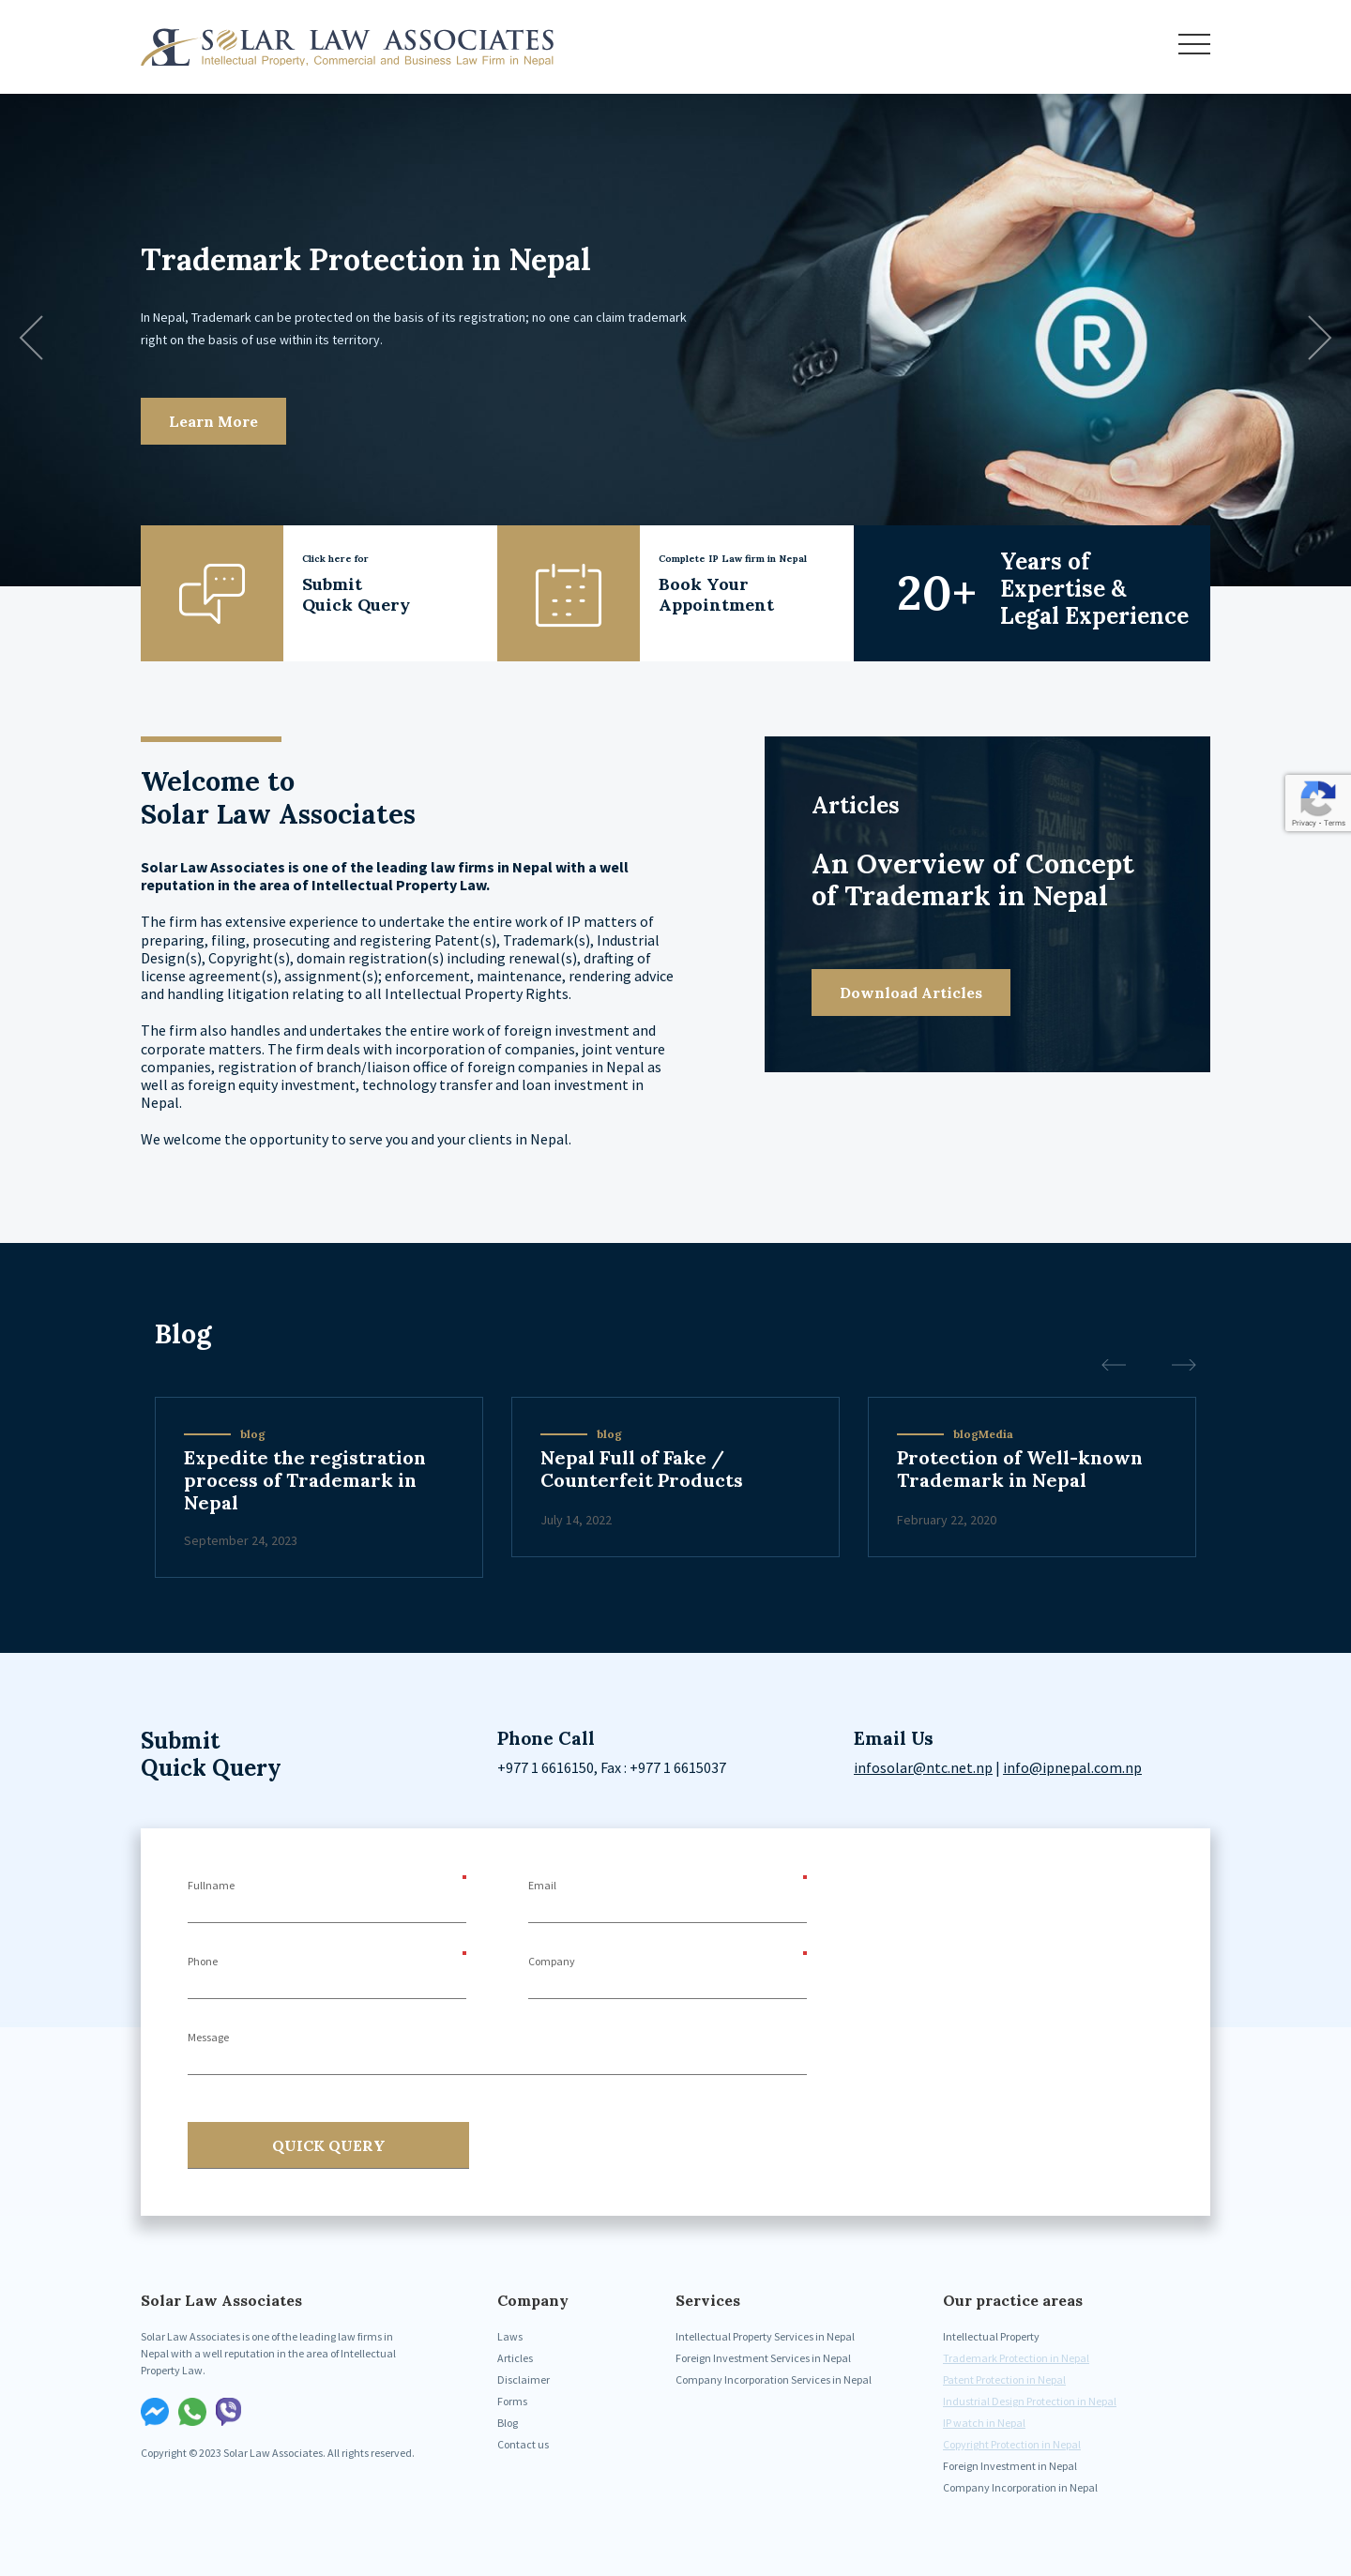 SOLAR LAW ASSOCIATES
Intellectual Property, Commercial and Business Law Firm in Nepal
Trademark Protection in Nepal
In Nepal, Trademark can be protected on the basis of its registration; no one can claim trademark
right on the basis of use within its territory.
Learn More
R
Click here for
Submit
Quick Query
Complete IP Law firm in Nepal
Book Your
Appointment
20+
Years of
Expertise &
Legal Experience
Welcome to
Solar Law Associates
Solar Law Associates is one of the leading law firms in Nepal with a well
reputation in the area of Intellectual Property Law.
The firm has extensive experience to undertake the entire work of IP matters of
preparing, filing, prosecuting and registering Patent(s), Trademark(s), Industrial
Design(s), Copyright(s), domain registration(s) including renewal(s), drafting of
license agreement(s), assignment(s); enforcement, maintenance, rendering advice
and handling litigation relating to all Intellectual Property Rights.
The firm also handles and undertakes the entire work of foreign investment and
corporate matters. The firm deals with incorporation of companies, joint venture
companies, registration of branch/liaison office of foreign companies in Nepal as
well as foreign equity investment, technology transfer and loan investment in
Nepal.
We welcome the opportunity to serve you and your clients in Nepal.
Articles
An Overview of Concept
of Trademark in Nepal
Download Articles
Privacy - Terms
Blog
blog
Expedite the registration
process of Trademark in
Nepal
September 24, 2023
blog
Nepal Full of Fake /
Counterfeit Products
July 14, 2022
blogMedia
Protection of Well-known
Trademark in Nepal
February 22, 2020
Submit
Quick Query
Phone Call
+977 1 6616150, Fax : +977 1 6615037
Email Us
infosolar@ntc.net.np | info@ipnepal.com.np
Fullname
Email
Phone
Company
Message
QUICK QUERY
Solar Law Associates
Solar Law Associates is one of the leading law firms in
Nepal with a well reputation in the area of Intellectual
Property Law.
Copyright © 2023 Solar Law Associates. All rights reserved.
Company
Laws
Articles
Disclaimer
Forms
Blog
Contact us
Services
Intellectual Property Services in Nepal
Foreign Investment Services in Nepal
Company Incorporation Services in Nepal
Our practice areas
Intellectual Property
Trademark Protection in Nepal
Patent Protection in Nepal
Industrial Design Protection in Nepal
IP watch in Nepal
Copyright Protection in Nepal
Foreign Investment in Nepal
Company Incorporation in Nepal